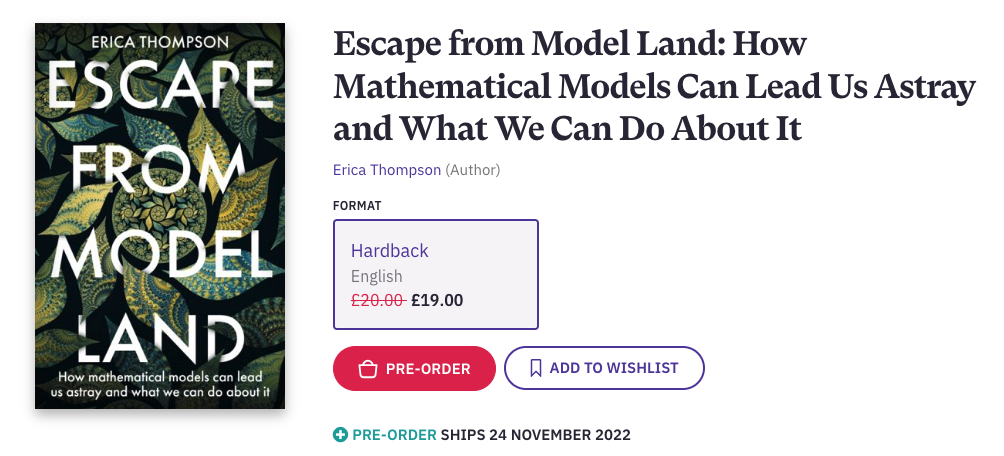 ERICA THOMPSON
ESCAPE
FROM
MODEL
LAND
How mathematical models can lead
us astray and what we can do about it
Escape from Model Land: How
Mathematical Models Can Lead Us Astray
and What We Can Do About It
Erica Thompson (Author)
FORMAT
Hardback
English
£20.00 £19.00
PRE-ORDER
ADD TO WISHLIST
PRE-ORDER SHIPS 24 NOVEMBER 2022